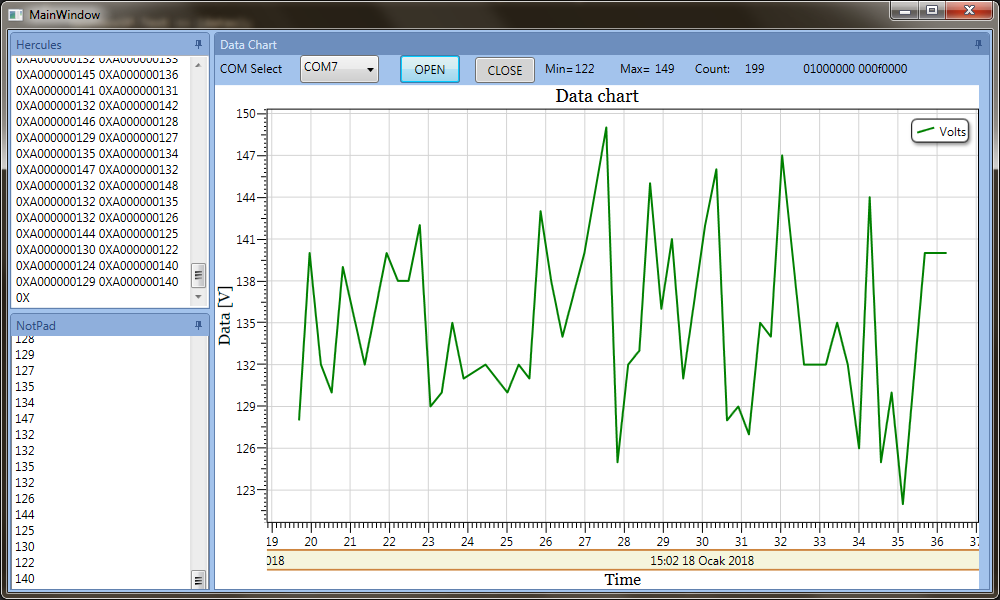 MainWindow
Hercules
0XA000000132 0XA000000133
0XA000000145 0XA000000136
0XA000000141 0XA000000131
0XA000000132 0XA000000142
0XA000000146 0XA000000128
0XA000000129 0XA000000127
0XA000000135 0XA000000134
0XA000000147 0XA000000132
0XA000000132 0XA000000148
0XA000000132 0XA000000135
0XA000000132 0XA000000126
0XA000000144 0XA000000125
0XA000000130 0XA000000122
0XA000000124 0XA000000140
0XA000000129 0XA000000140
0X
NotPad
128
129
127
135
134
147
132
132
135
132
126
144
125
130
122
140
Data Chart
COM Select COM7 OPEN CLOSE Min= 122 Max= 149 Count: 199 01000000 000f0000
Data chart
Volts
150
147
144
141
138
135
132
129
126
123
Data [V]
19 20 21 22 23 24 25 26 27 28 29 30 31 32 33 34 35 36 37
018 15:02 18 Ocak 2018
Time